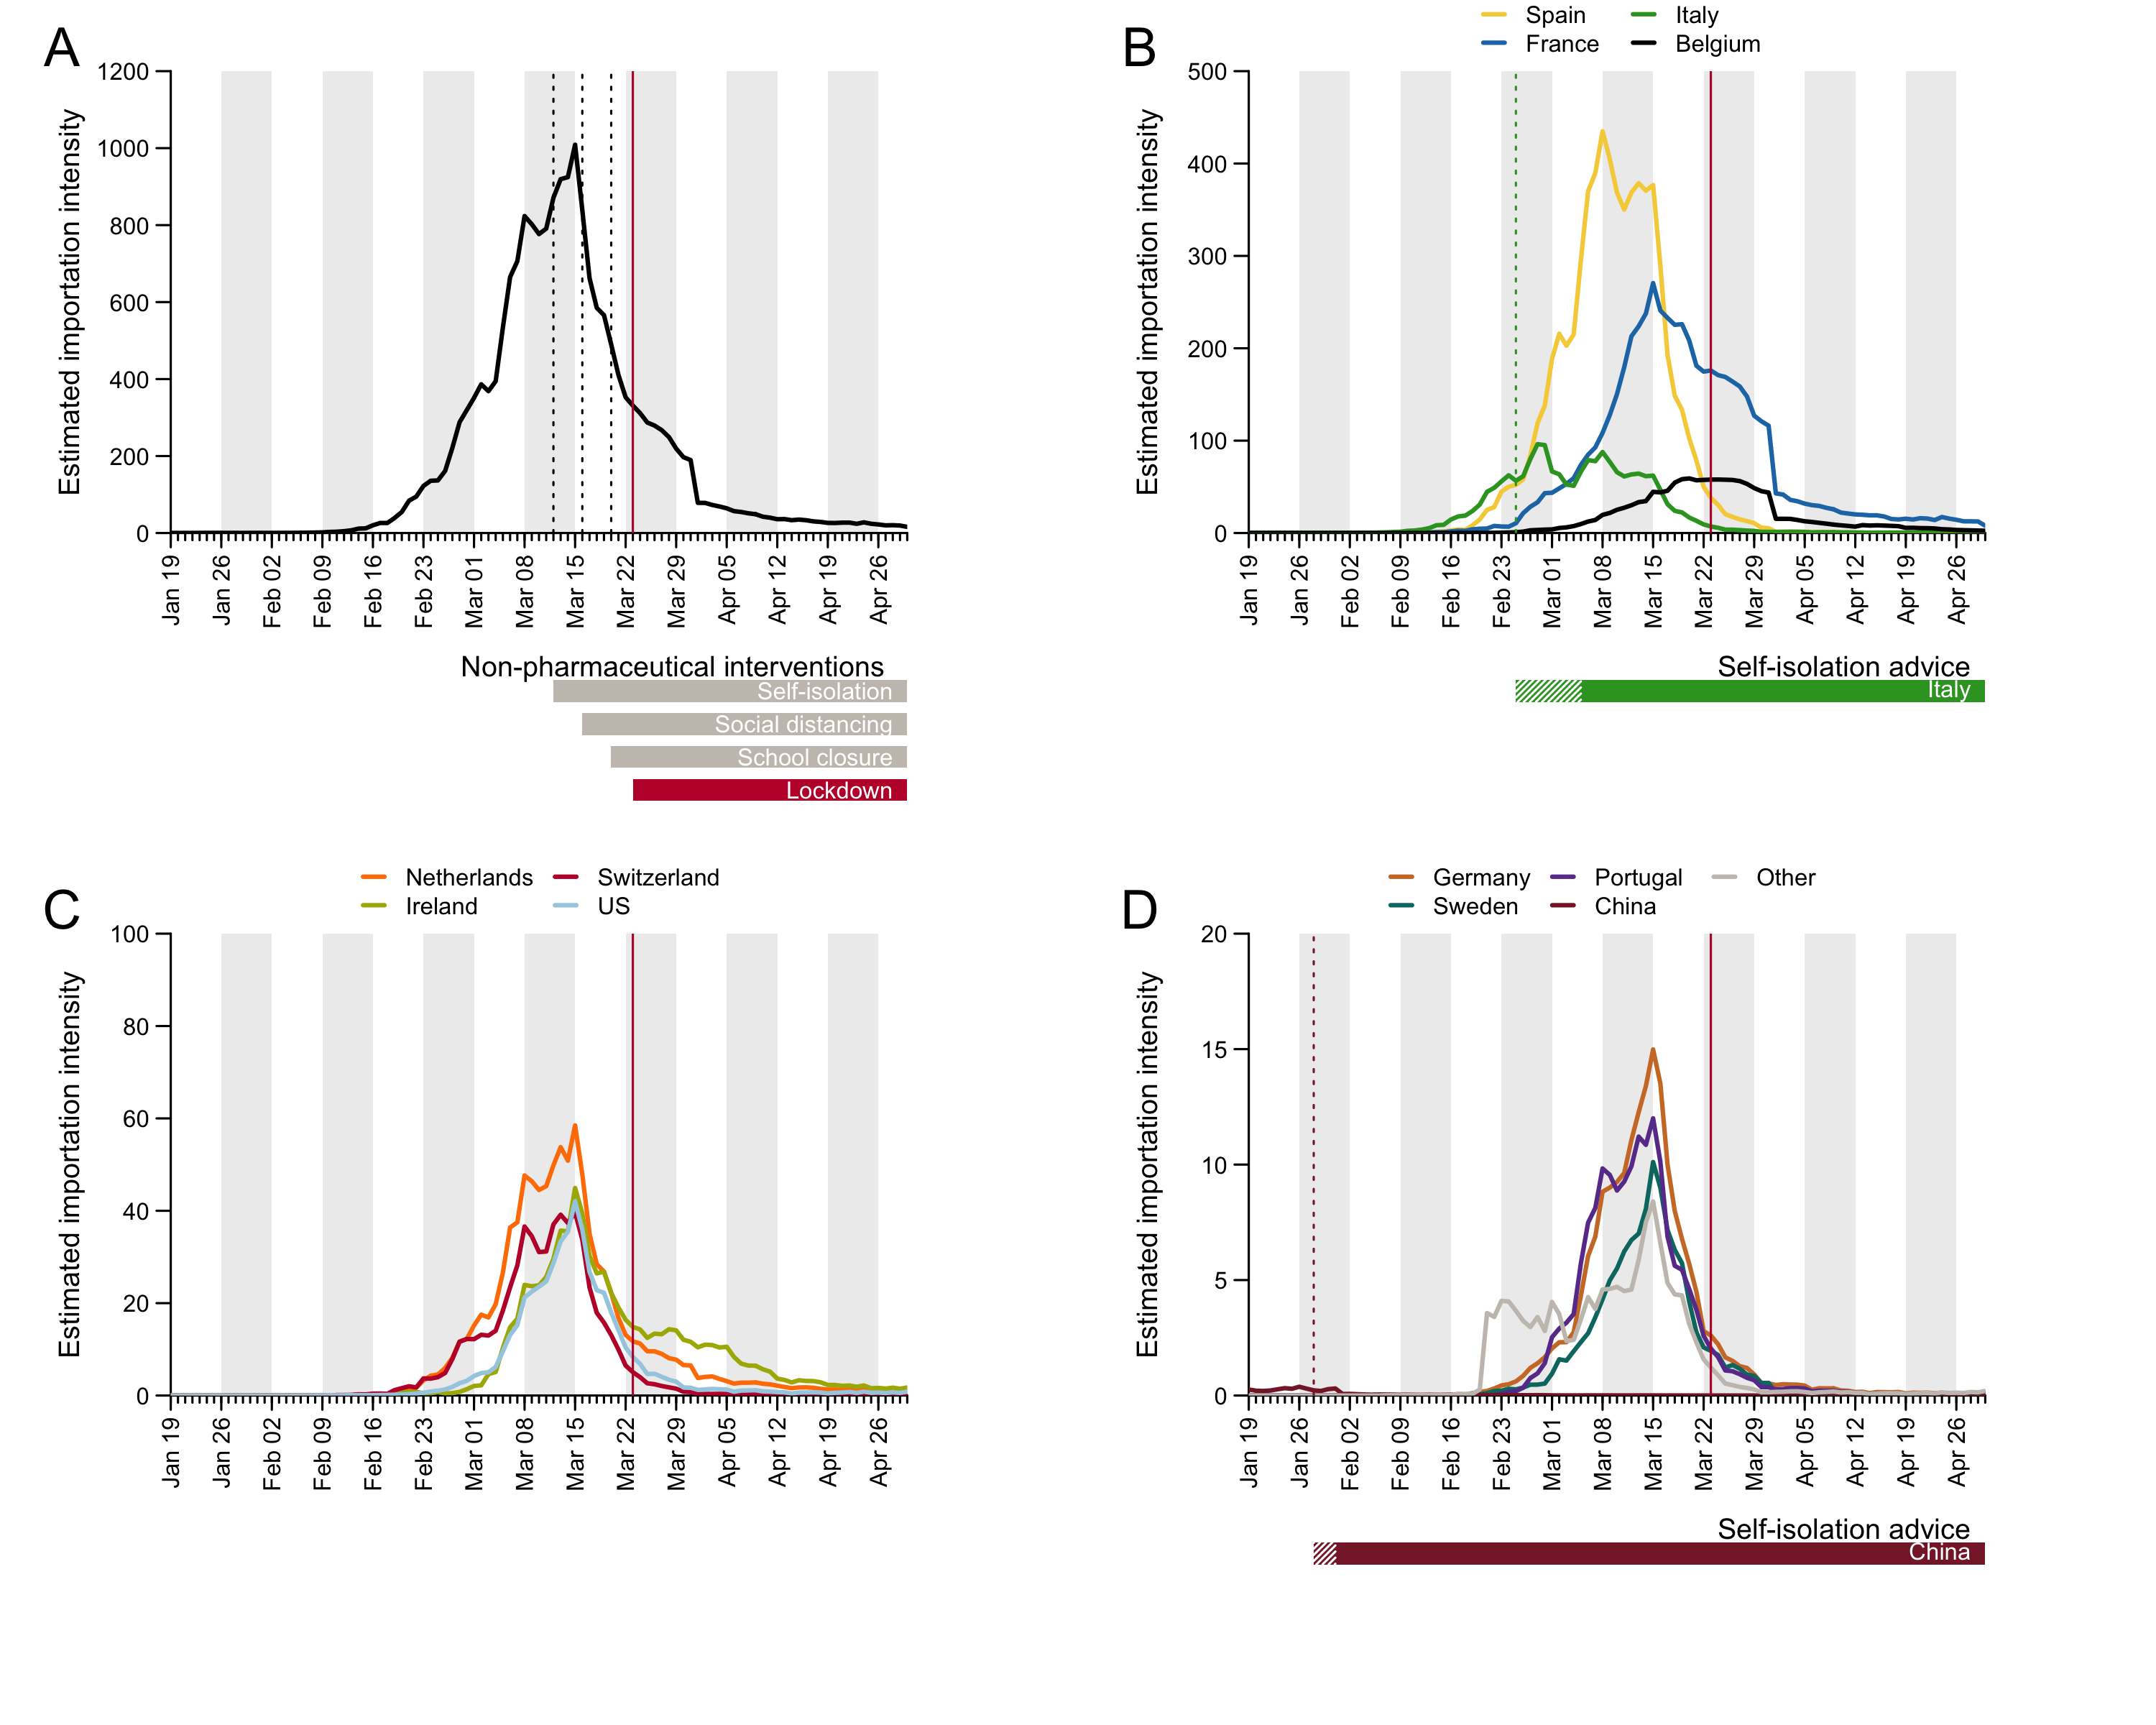 A
1200
1000
800
600
400
200
0
Estimated importation intensity
Jan 19
Jan 26
Feb 02
Feb 09
Feb 16
Feb 23
Mar 01
Mar 08
Mar 15
Mar 22
Mar 29
Apr 05
Apr 12
Apr 19
Apr 26
Non-pharmaceutical interventions
Self-isolation
Social distancing
School closure
Lockdown
B
Spain
Italy
France
Belgium
500
400
300
200
100
0
Estimated importation intensity
Jan 19
Jan 26
Feb 02
Feb 09
Feb 16
Feb 23
Mar 01
Mar 08
Mar 15
Mar 22
Mar 29
Apr 05
Apr 12
Apr 19
Apr 26
Self-isolation advice
Italy
C
Netherlands
Switzerland
Ireland
US
100
80
60
40
20
0
Estimated importation intensity
Jan 19
Jan 26
Feb 02
Feb 09
Feb 16
Feb 23
Mar 01
Mar 08
Mar 15
Mar 22
Mar 29
Apr 05
Apr 12
Apr 19
Apr 26
D
Germany
Portugal
Other
Sweden
China
20
15
10
5
0
Estimated importation intensity
Jan 19
Jan 26
Feb 02
Feb 09
Feb 16
Feb 23
Mar 01
Mar 08
Mar 15
Mar 22
Mar 29
Apr 05
Apr 12
Apr 19
Apr 26
Self-isolation advice
China